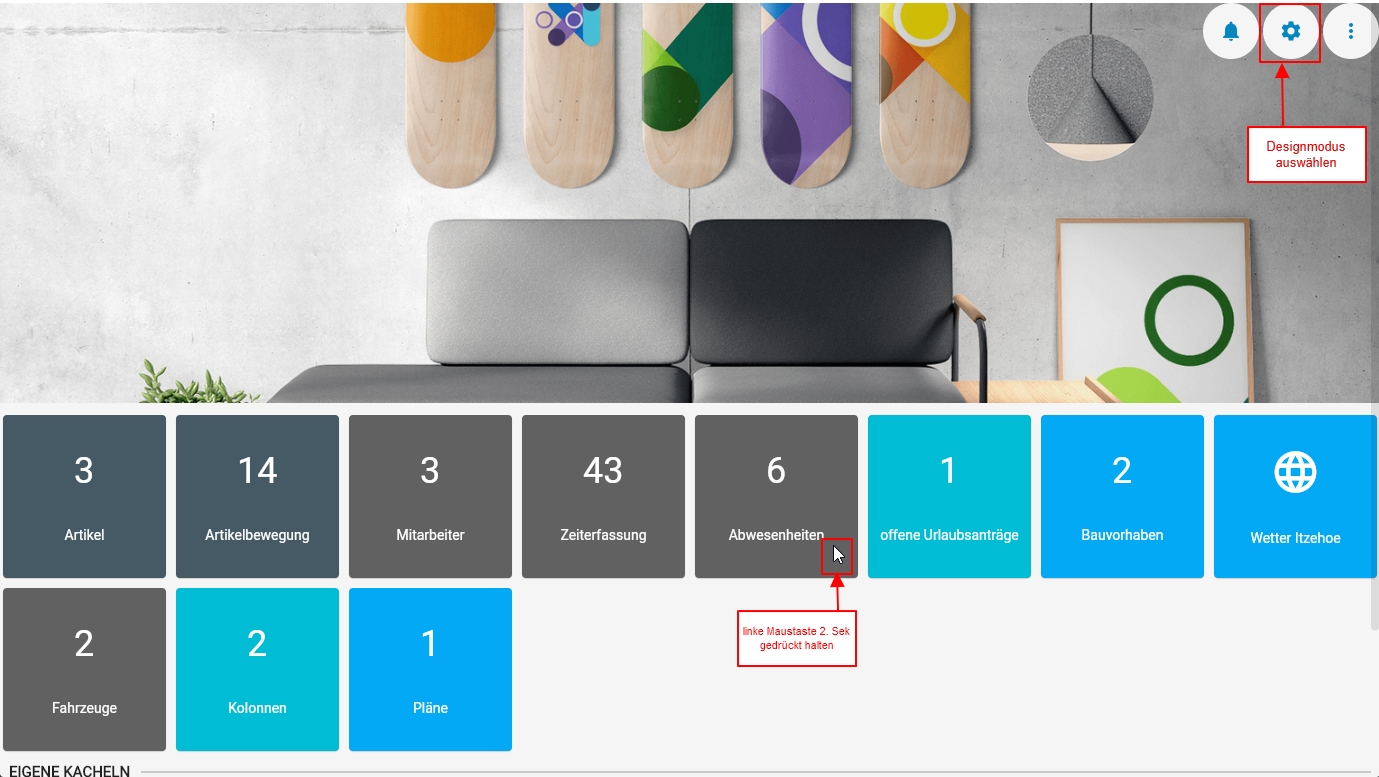 Designmodus
auswählen
3
Artikel
14
Artikelbewegung
3
Mitarbeiter
43
Zeiterfassung
6
Abwesenheiten
1
offene Urlaubsanträge
2
Bauvorhaben
Wetter Itzehoe
linke Maustaste 2. Sek
gedrückt halten
2
Fahrzeuge
2
Kolonnen
1
Pläne
EIGENE KACHELN